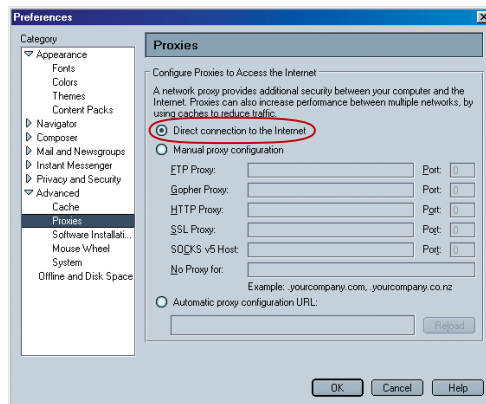 Preferences
Category
Appearance
Fonts
Colors
Themes
Content Packs
Navigator
Composer
Mail and Newsgroups
Instant Messenger
Privacy and Security
Advanced
Cache
Proxies
Software Installati...
Mouse Wheel
System
Offline and Disk Space
Proxies
Configure Proxies to Access the Internet
A network proxy provides additional security between your computer and the
Internet. Proxies can also increase performance between multiple networks, by
using caches to reduce traffic.
Direct connection to the Internet
Manual proxy configuration
FTP Proxy: Port: 0
Gopher Proxy: Port: 0
HTTP Proxy: Port: 0
SSL Proxy: Port: 0
SOCKS v5 Host: Port: 0
No Proxy for:
Example: .yourcompany.com, .yourcompany.co.nz
Automatic proxy configuration URL:
Reload
OK Cancel Help